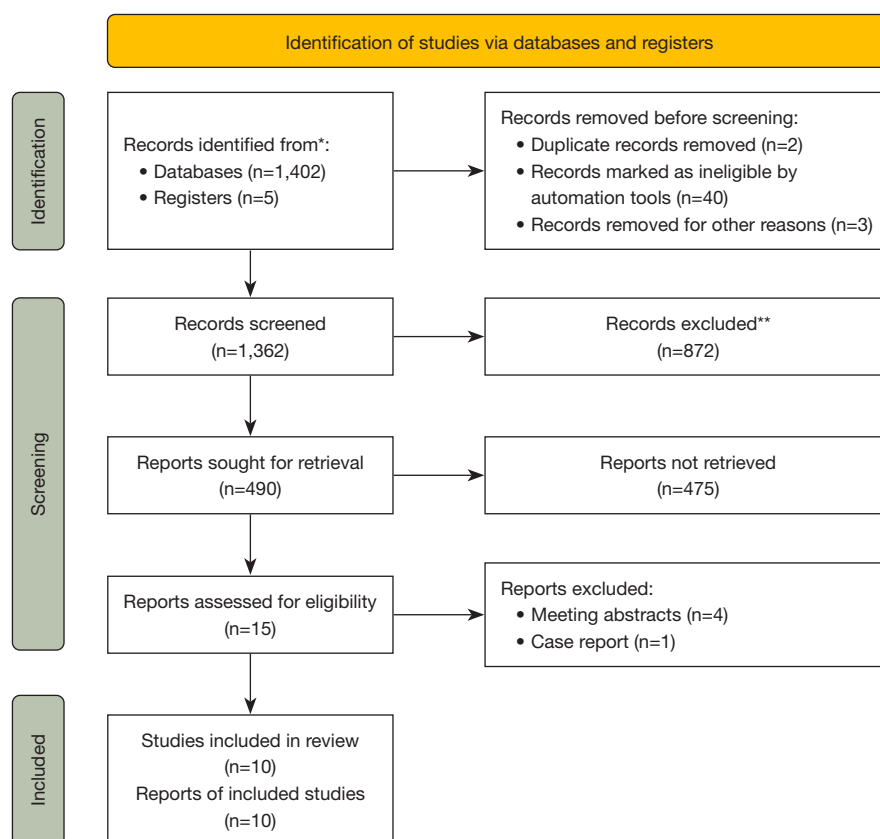 Identification of studies via databases and registers
Identification
Records identified from*:
• Databases (n=1,402)
• Registers (n=5)
Records removed before screening:
• Duplicate records removed (n=2)
• Records marked as ineligible by
automation tools (n=40)
• Records removed for other reasons (n=3)
Screening
Records screened
(n=1,362)
Records excluded**
(n=872)
Reports sought for retrieval
(n=490)
Reports not retrieved
(n=475)
Reports assessed for eligibility
(n=15)
Reports excluded:
• Meeting abstracts (n=4)
• Case report (n=1)
Included
Studies included in review
(n=10)
Reports of included studies
(n=10)